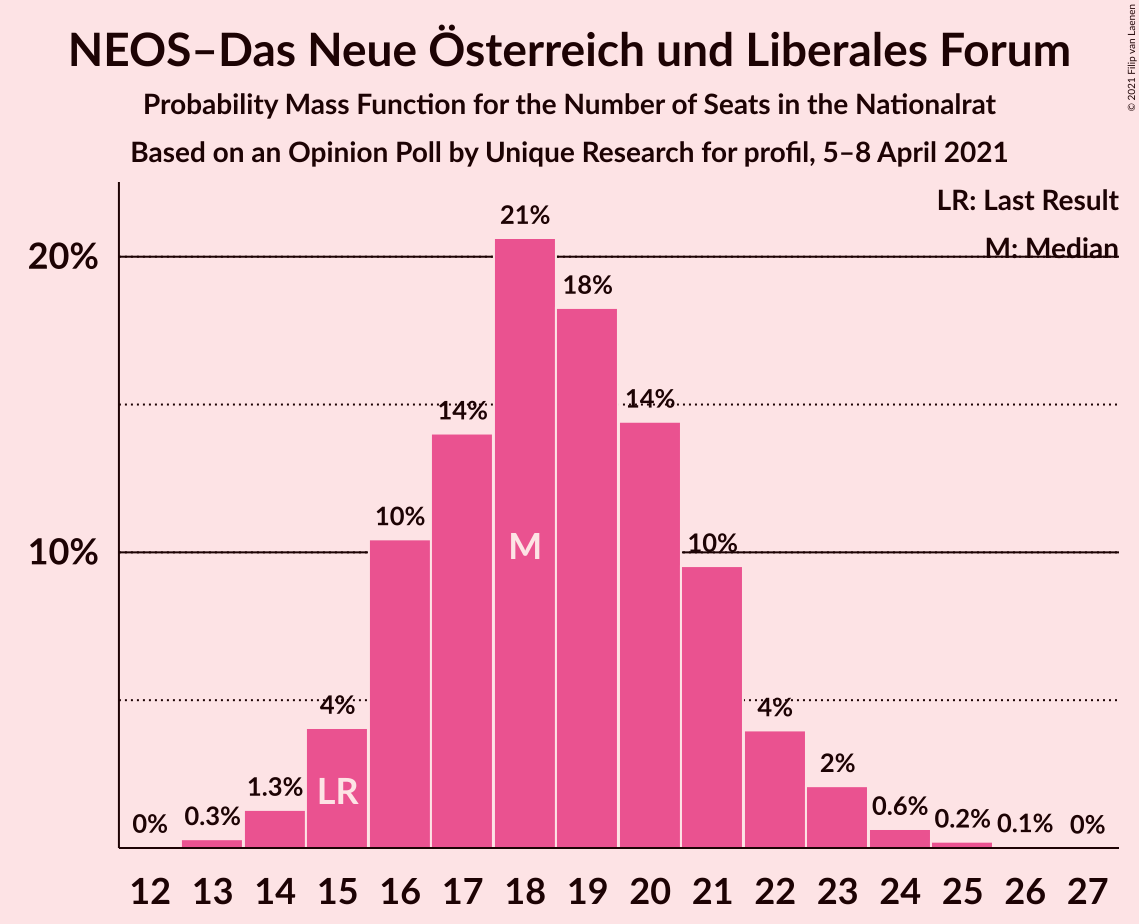 NEOS–Das Neue Österreich und Liberales Forum
Probability Mass Function for the Number of Seats in the Nationalrat
Based on an Opinion Poll by Unique Research for profil, 5–8 April 2021
© 2021 Filip van Laenen
LR: Last Result
M: Median
20%
10%
0%
0.3%
1.3%
4%
10%
14%
21%
18%
14%
10%
4%
2%
0.6%
0.2%
0.1%
0%
LR
M
12 13 14 15 16 17 18 19 20 21 22 23 24 25 26 27